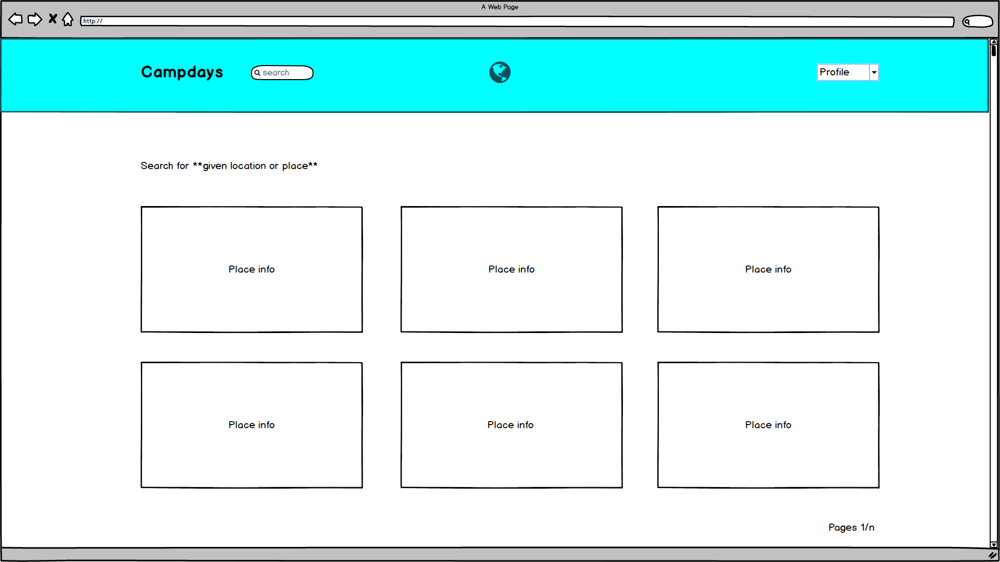 A Web Page
http://
Campdays
search
Profile
Search for **given location or place**
Place info
Place info
Place info
Place info
Place info
Place info
Pages 1/n